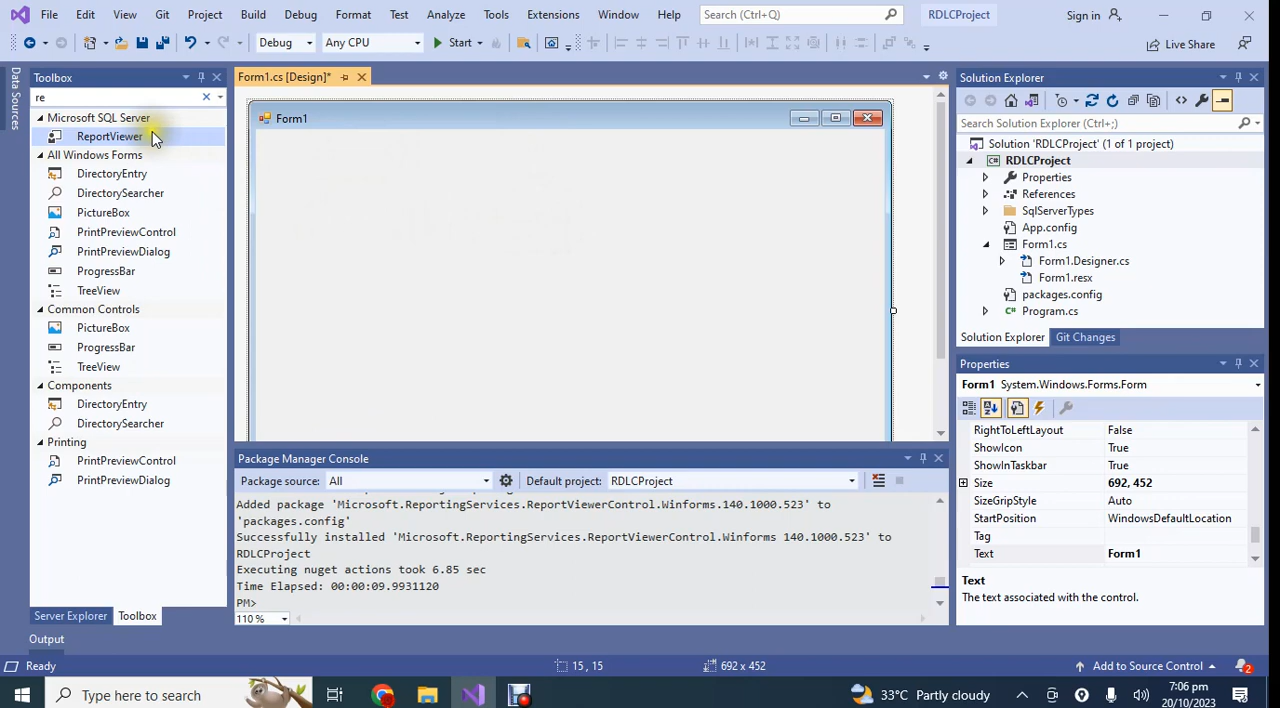 File Edit View Git Project Build Debug Format Test Analyze Tools Extensions Window Help Search (Ctrl+Q) RDLCProject Sign in
Debug Any CPU Start Live Share
Data Sources
Toolbox
re
Microsoft SQL Server
ReportViewer
All Windows Forms
DirectoryEntry
DirectorySearcher
PictureBox
PrintPreviewControl
PrintPreviewDialog
ProgressBar
TreeView
Common Controls
PictureBox
ProgressBar
TreeView
Components
DirectoryEntry
DirectorySearcher
Printing
PrintPreviewControl
PrintPreviewDialog
Server Explorer Toolbox
Form1.cs [Design]*
Form1
Package Manager Console
Package source: All Default project: RDLCProject
Added package 'Microsoft.ReportingServices.ReportViewerControl.Winforms.140.1000.523' to
'packages.config'
Successfully installed 'Microsoft.ReportingServices.ReportViewerControl.Winforms 140.1000.523' to
RDLCProject
Executing nuget actions took 6.85 sec
Time Elapsed: 00:00:09.9931120
PM>
110 %
Solution Explorer
Search Solution Explorer (Ctrl+;)
Solution 'RDLCProject' (1 of 1 project)
RDLCProject
Properties
References
SqlServerTypes
App.config
Form1.cs
Form1.Designer.cs
Form1.resx
packages.config
Program.cs
Solution Explorer Git Changes
Properties
Form1 System.Windows.Forms.Form
RightToLeftLayout False
ShowIcon True
ShowInTaskbar True
Size 692, 452
SizeGripStyle Auto
StartPosition WindowsDefaultLocation
Tag
Text Form1
Text
The text associated with the control.
Output
Ready 15 , 15 692 x 452 Add to Source Control 2
Type here to search 33°C Partly cloudy 7:06 pm
20/10/2023